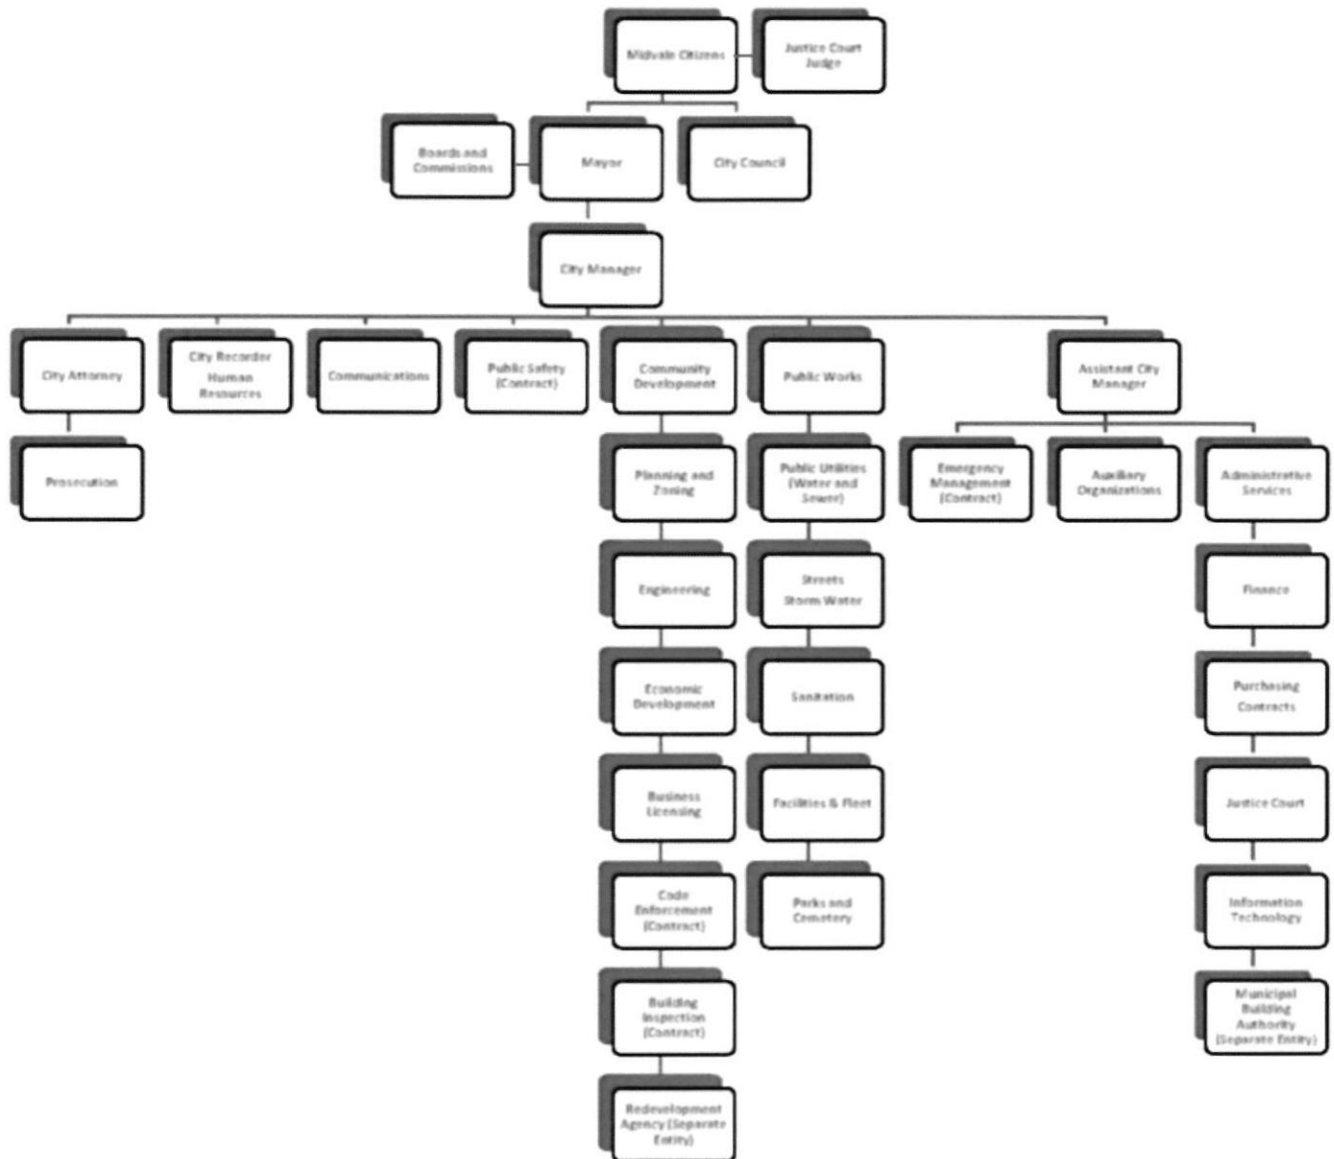 Midvale Citizens
Justice Court
Judge
Boards and
Commissions
Mayor
City Council
City Manager
City Attorney
City Recorder
Human
Resources
Communications
Public Safety
(Contract)
Community
Development
Public Works
Assistant City
Manager
Prosecution
Planning and
Zoning
Public Utilities
(Water and
Sewer)
Emergency
Management
(Contract)
Auxiliary
Organizations
Administrative
Services
Engineering
Streets
Storm Water
Finance
Economic
Development
Sanitation
Purchasing
Contracts
Business
Licensing
Facilities & Fleet
Justice Court
Code
Enforcement
(Contract)
Parks and
Cemetery
Information
Technology
Building
Inspection
(Contract)
Municipal
Building
Authority
(Separate Entity)
Redevelopment
Agency (Separate
Entity)